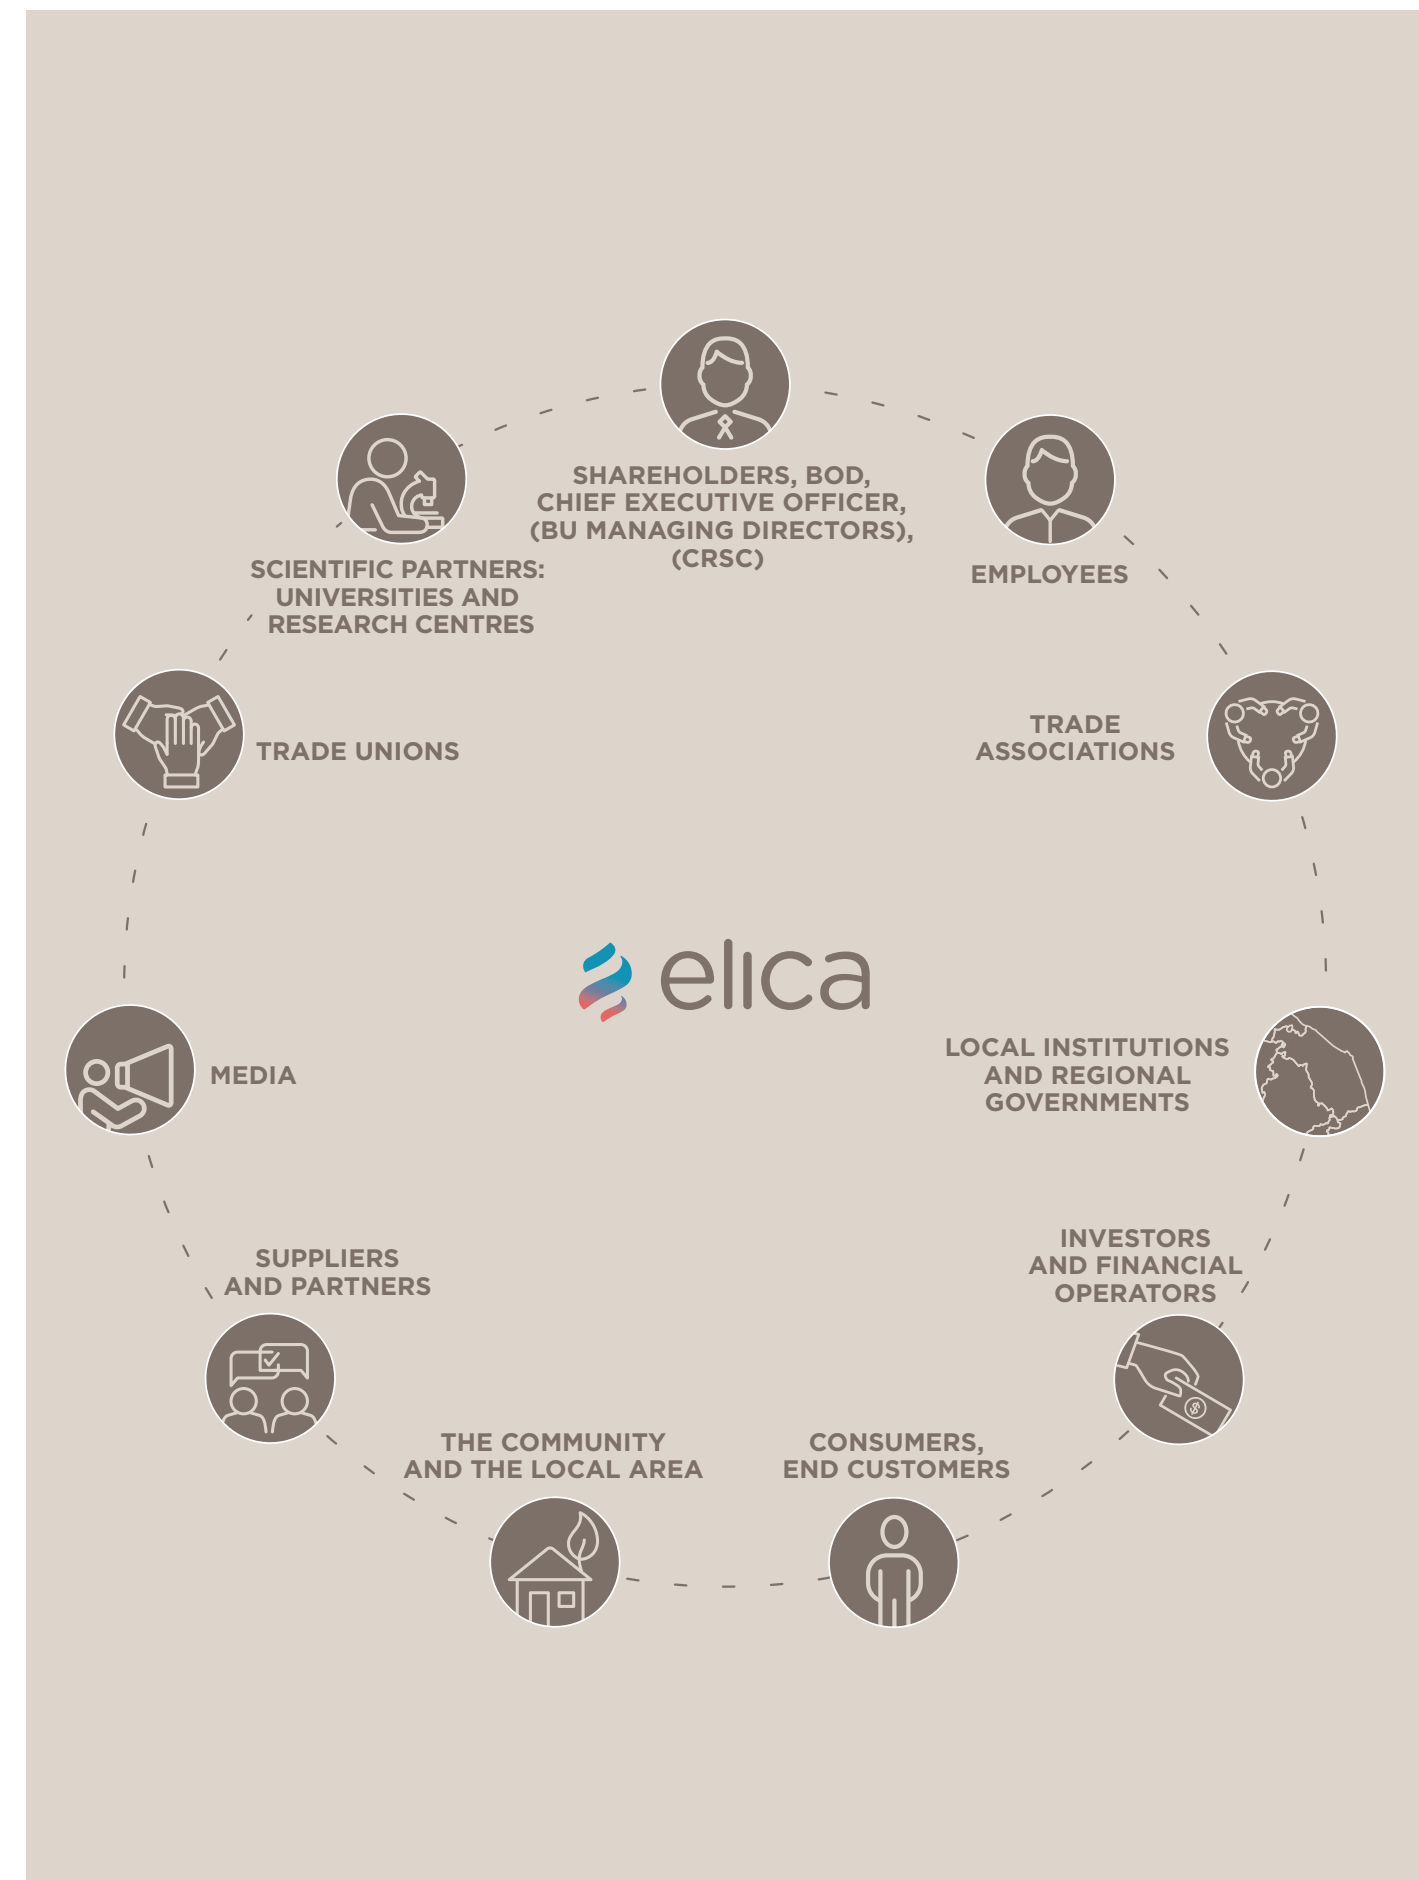 SHAREHOLDERS, BOD,
CHIEF EXECUTIVE OFFICER,
(BU MANAGING DIRECTORS),
(CRSC)
EMPLOYEES
SCIENTIFIC PARTNERS:
UNIVERSITIES AND
RESEARCH CENTRES
TRADE UNIONS
TRADE
ASSOCIATIONS
elica
MEDIA
LOCAL INSTITUTIONS
AND REGIONAL
GOVERNMENTS
SUPPLIERS
AND PARTNERS
INVESTORS
AND FINANCIAL
OPERATORS
$
THE COMMUNITY
AND THE LOCAL AREA
CONSUMERS,
END CUSTOMERS